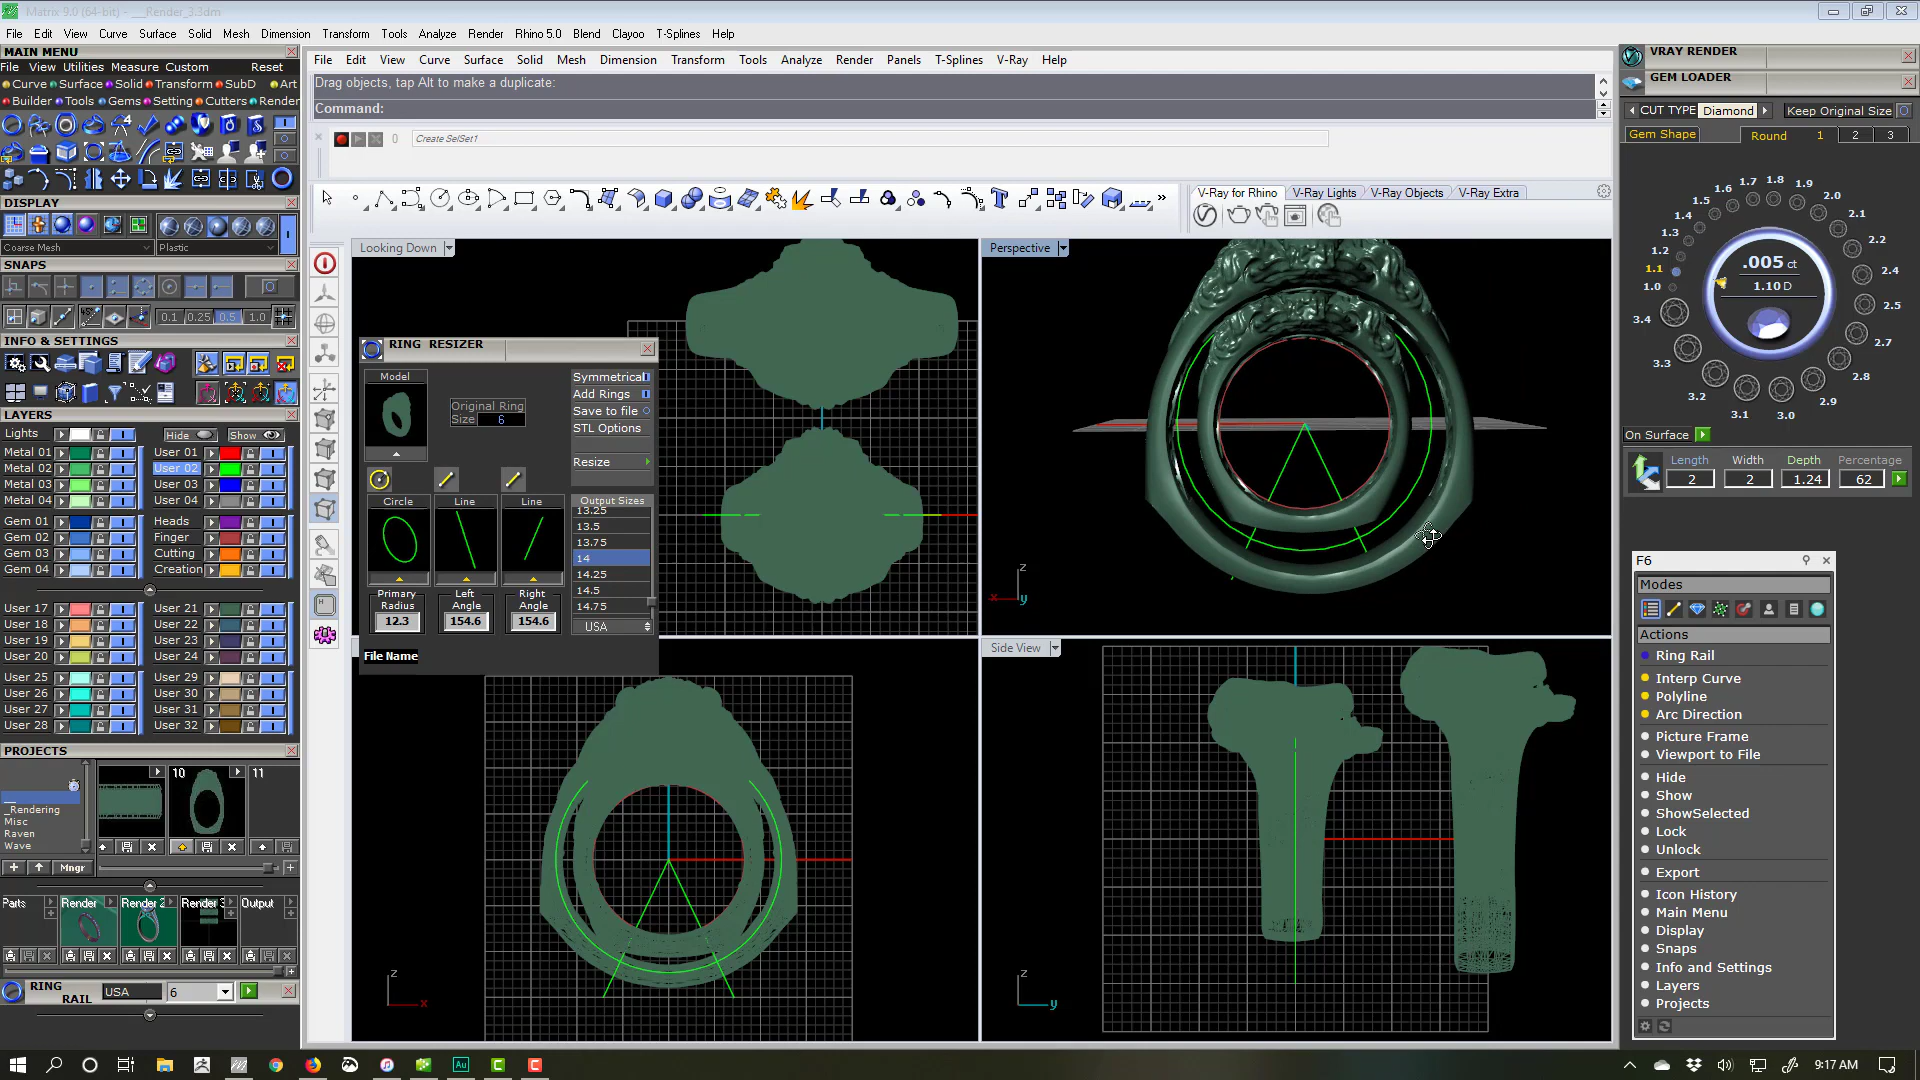 Matrix 9.0 (64-bit) - __Render_3.3dm
File Edit View Curve Surface Solid Mesh Dimension Transform Tools Analyze Render Rhino 5.0 Blend Clayoo T-Splines Help
MAIN MENU
File View Utilities Measure Custom Reset
Curve Surface Solid Transform SubD Art
Builder Tools Gems Setting Cutters Render
DISPLAY
Coarse Mesh Plastic
SNAPS
0.1 0.25 0.5 1.0
INFO & SETTINGS
LAYERS
Lights Hide Show
Metal 01 User 01
Metal 02 User 02
Metal 03 User 03
Metal 04 User 04
Gem 01 Heads
Gem 02 Finger
Gem 03 Cutting
Gem 04 Creation
User 17 User 21
User 18 User 22
User 19 User 23
User 20 User 24
User 25 User 29
User 26 User 30
User 27 User 31
User 28 User 32
PROJECTS
10 11
__
_Rendering
Misc
Raven
Wave
Mngr
Parts Render Render 2 Render 3 Output
RING RAIL USA 6
File Edit View Curve Surface Solid Mesh Dimension Transform Tools Analyze Render Panels T-Splines V-Ray Help
Drag objects, tap Alt to make a duplicate:
Command:
0 Create SelSet1
V-Ray for Rhino V-Ray Lights V-Ray Objects V-Ray Extra
Looking Down
Perspective
Side View
RING RESIZER
Model
Original Ring
Size 6
Symmetrical
Add Rings
Save to file
STL Options
Resize
Circle Line Line
Output Sizes
13.25
13.5
13.75
14
14.25
14.5
14.75
USA
Primary Radius
12.3
Left Angle
154.6
Right Angle
154.6
File Name
z
x
y
z
x
z
y
VRAY RENDER
GEM LOADER
CUT TYPE Diamond Keep Original Size
Gem Shape Round 1 2 3
1.0
1.1
1.2
1.3
1.4
1.5
1.6
1.7
1.8
1.9
2.0
2.1
2.2
2.4
2.5
2.7
2.8
2.9
3.0
3.1
3.2
3.3
3.4
.005 ct
1.10 D
On Surface
Length Width Depth Percentage
2 2 1.24 62
F6
Modes
Actions
Ring Rail
Interp Curve
Polyline
Arc Direction
Picture Frame
Viewport to File
Hide
Show
ShowSelected
Lock
Unlock
Export
Icon History
Main Menu
Display
Snaps
Info and Settings
Layers
Projects
9:17 AM